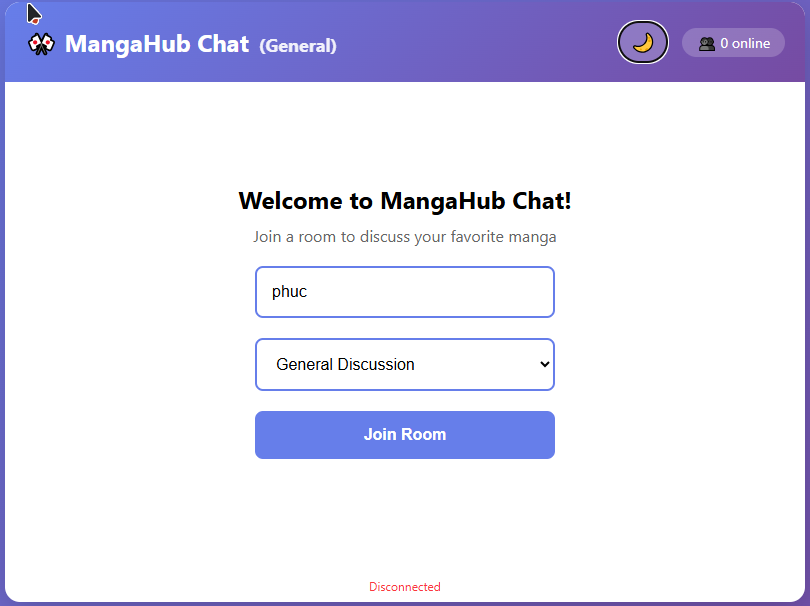 MangaHub Chat (General)
0 online
Welcome to MangaHub Chat!
Join a room to discuss your favorite manga
phuc
General Discussion
Join Room
Disconnected